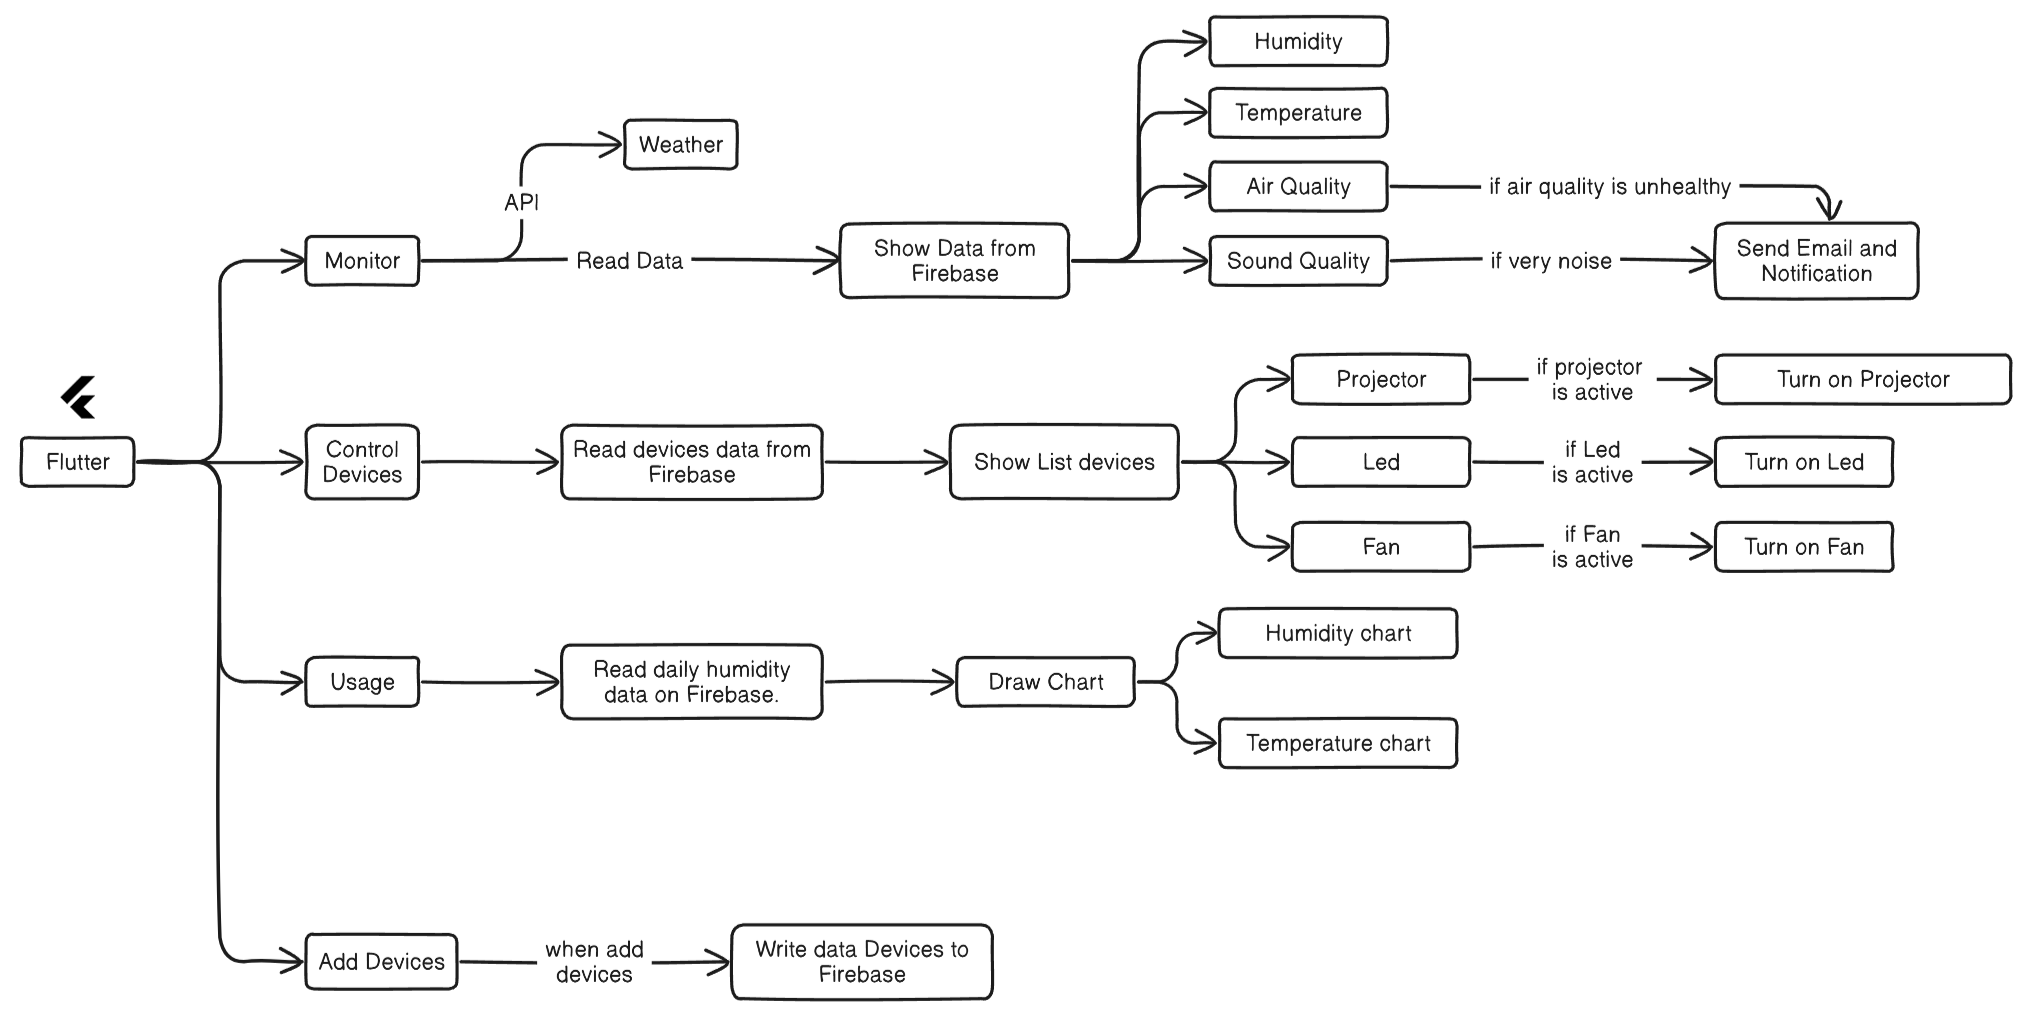 Flutter
Monitor
API
Weather
Read Data
Show Data from
Firebase
Humidity
Temperature
Air Quality
if air quality is unhealthy
Sound Quality
if very noise
Send Email and
Notification
Control
Devices
Read devices data from
Firebase
Show List devices
Projector
if projector
is active
Turn on Projector
Led
if Led
is active
Turn on Led
Fan
if Fan
is active
Turn on Fan
Usage
Read daily humidity
data on Firebase.
Draw Chart
Humidity chart
Temperature chart
Add Devices
when add
devices
Write data Devices to
Firebase